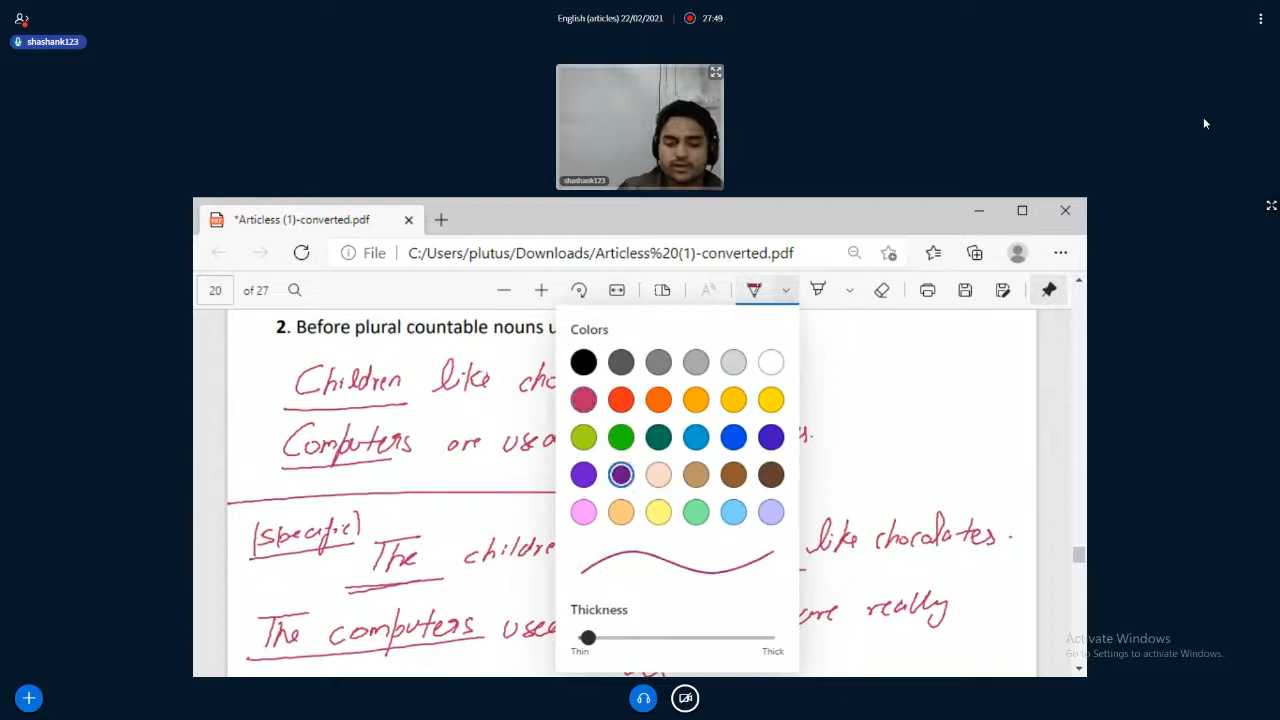 English (articles) 22/02/2021 27:49
shashank123
shashank123
*Articless (1)-converted.pdf
File C:/Users/plutus/Downloads/Articless%20(1)-converted.pdf
20 of 27
2. Before plural countable nouns u
Children like cho
Computers are used s.
(specific)
The childre like chocolates.
The computers used are really
Colors
Thickness
Thin Thick
Activate Windows
Go to Settings to activate Windows.